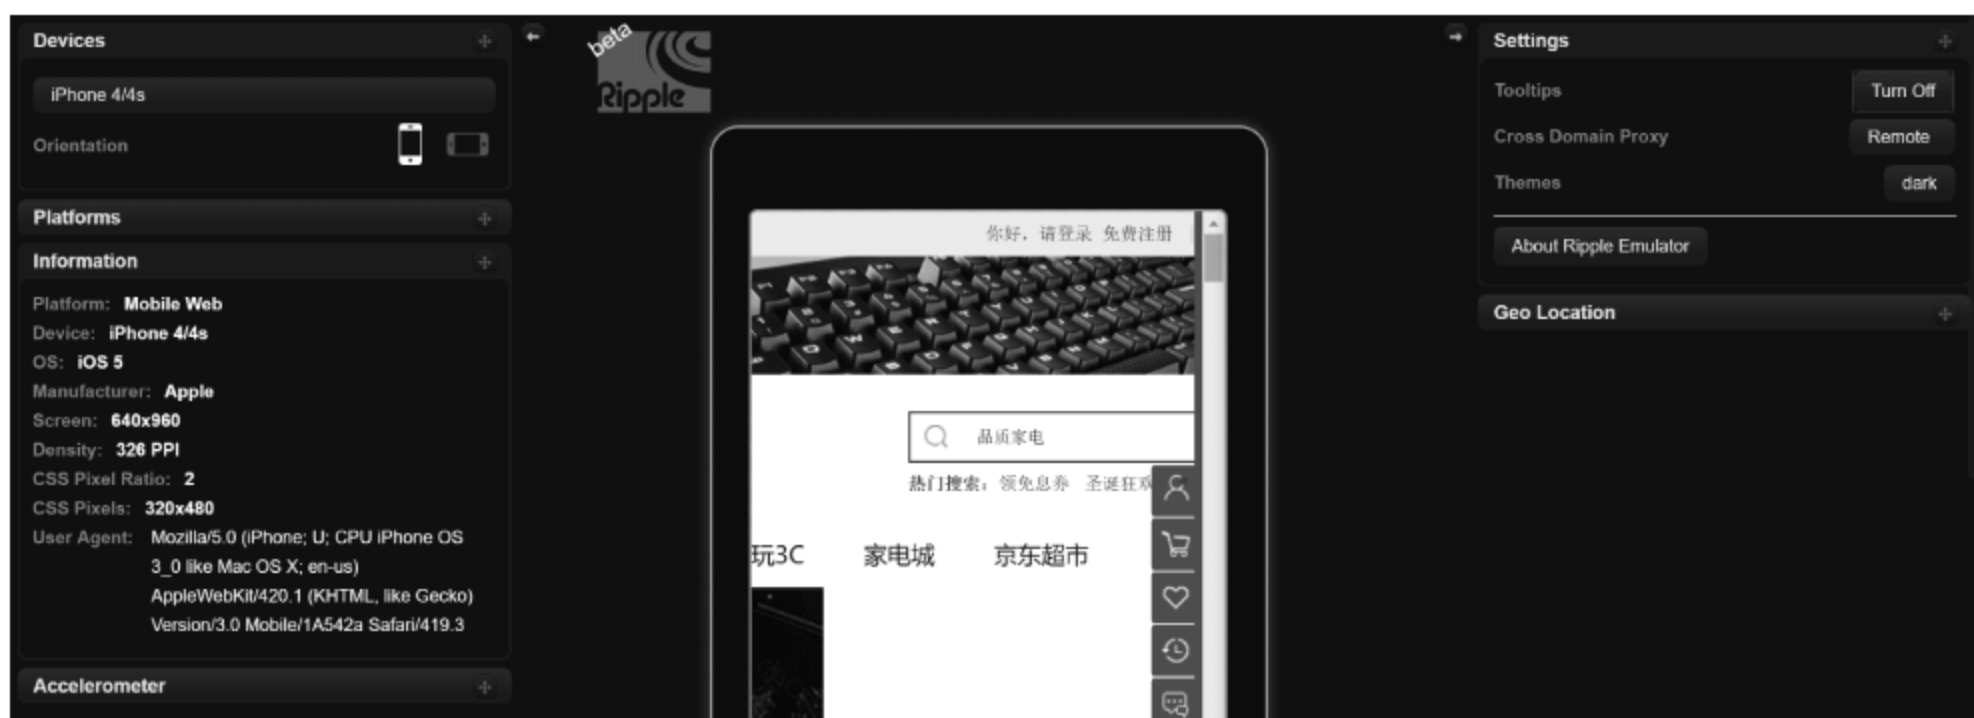 Devices
iPhone 4/4s
Orientation
Platforms
Information
Platform: Mobile Web
Device: iPhone 4/4s
OS: iOS 5
Manufacturer: Apple
Screen: 640x960
Density: 326 PPI
CSS Pixel Ratio: 2
CSS Pixels: 320x480
User Agent: Mozilla/5.0 (iPhone; U; CPU iPhone OS
3_0 like Mac OS X; en-us)
AppleWebKit/420.1 (KHTML, like Gecko)
Version/3.0 Mobile/1A542a Safari/419.3
Accelerometer
beta
Ripple
你好，请登录 免费注册
品质家电
热门搜索： 领免息券 圣诞狂欢
玩3C 家电城 京东超市
Settings
Tooltips Turn Off
Cross Domain Proxy Remote
Themes dark
About Ripple Emulator
Geo Location